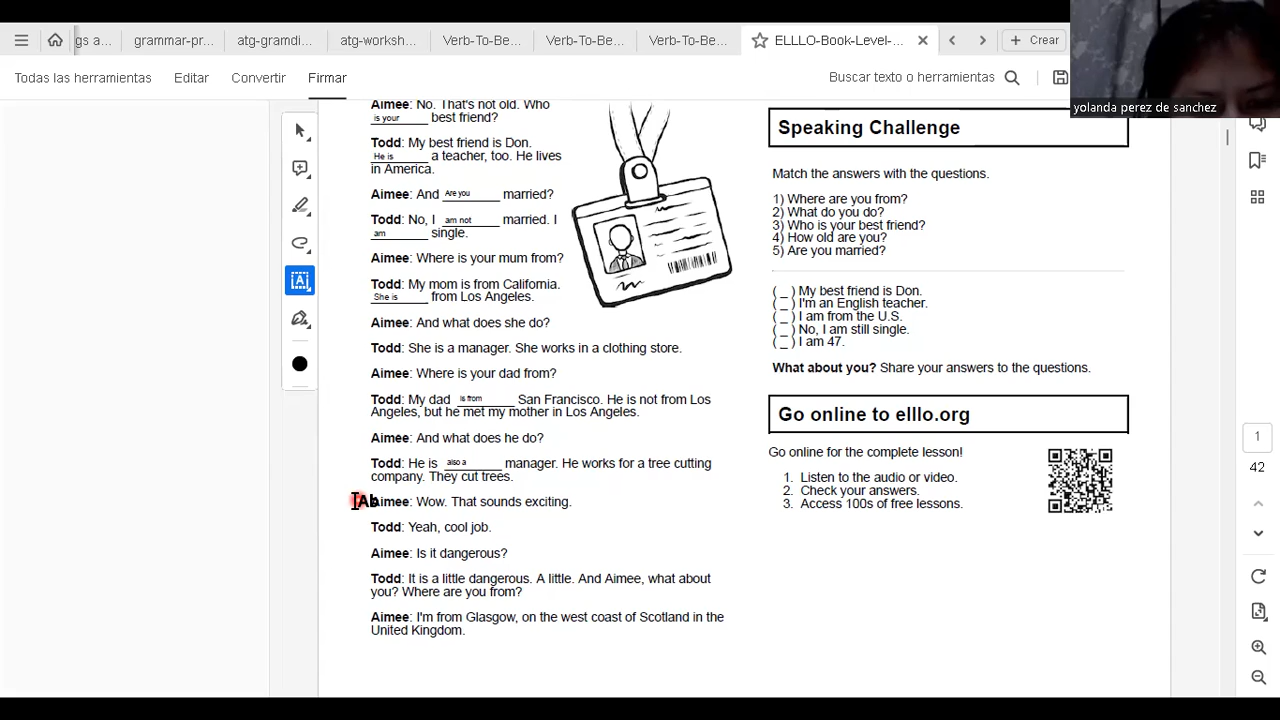 gs a...
grammar-pr...
atg-gramdi...
atg-worksh...
Verb-To-Be...
Verb-To-Be...
Verb-To-Be...
ELLLO-Book-Level-...
Crear
yolanda perez de sanchez
Todas las herramientas
Editar
Convertir
Firmar
Buscar texto o herramientas
Aimee: No. That's not old. Who
is your best friend?
Todd: My best friend is Don.
He is a teacher, too. He lives
in America.
Aimee: And Are you married?
Todd: No, I am not married. I
am single.
Aimee: Where is your mum from?
Todd: My mom is from California.
She is from Los Angeles.
Aimee: And what does she do?
Todd: She is a manager. She works in a clothing store.
Aimee: Where is your dad from?
Todd: My dad is from San Francisco. He is not from Los
Angeles, but he met my mother in Los Angeles.
Aimee: And what does he do?
Todd: He is also a manager. He works for a tree cutting
company. They cut trees.
Aimee: Wow. That sounds exciting.
Todd: Yeah, cool job.
Aimee: Is it dangerous?
Todd: It is a little dangerous. A little. And Aimee, what about
you? Where are you from?
Aimee: I'm from Glasgow, on the west coast of Scotland in the
United Kingdom.
Speaking Challenge
Match the answers with the questions.
1) Where are you from?
2) What do you do?
3) Who is your best friend?
4) How old are you?
5) Are you married?
( _ ) My best friend is Don.
( _ ) I'm an English teacher.
( _ ) I am from the U.S.
( _ ) No, I am still single.
( _ ) I am 47.
What about you? Share your answers to the questions.
Go online to elllo.org
Go online for the complete lesson!
1. Listen to the audio or video.
2. Check your answers.
3. Access 100s of free lessons.
1
42